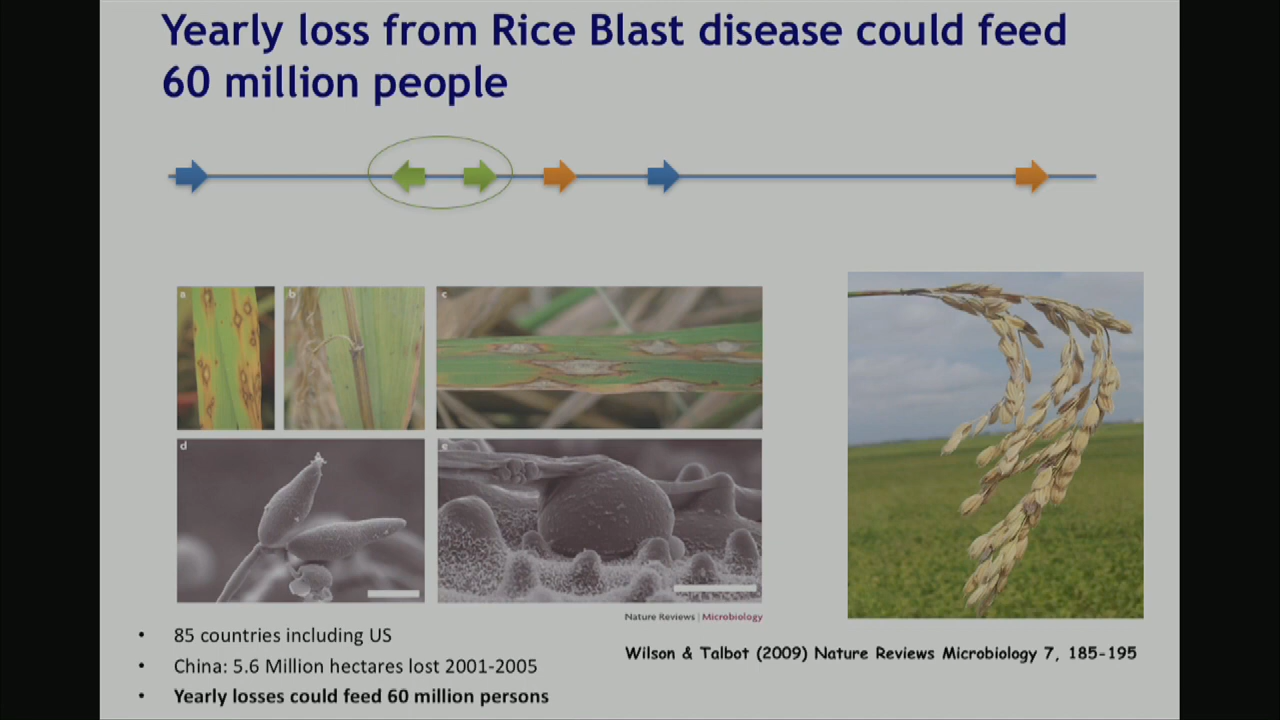 Yearly loss from Rice Blast disease could feed
60 million people
a
b
c
d
e
Nature Reviews | Microbiology
• 85 countries including US
• China: 5.6 Million hectares lost 2001-2005
• Yearly losses could feed 60 million persons
Wilson & Talbot (2009) Nature Reviews Microbiology 7, 185-195